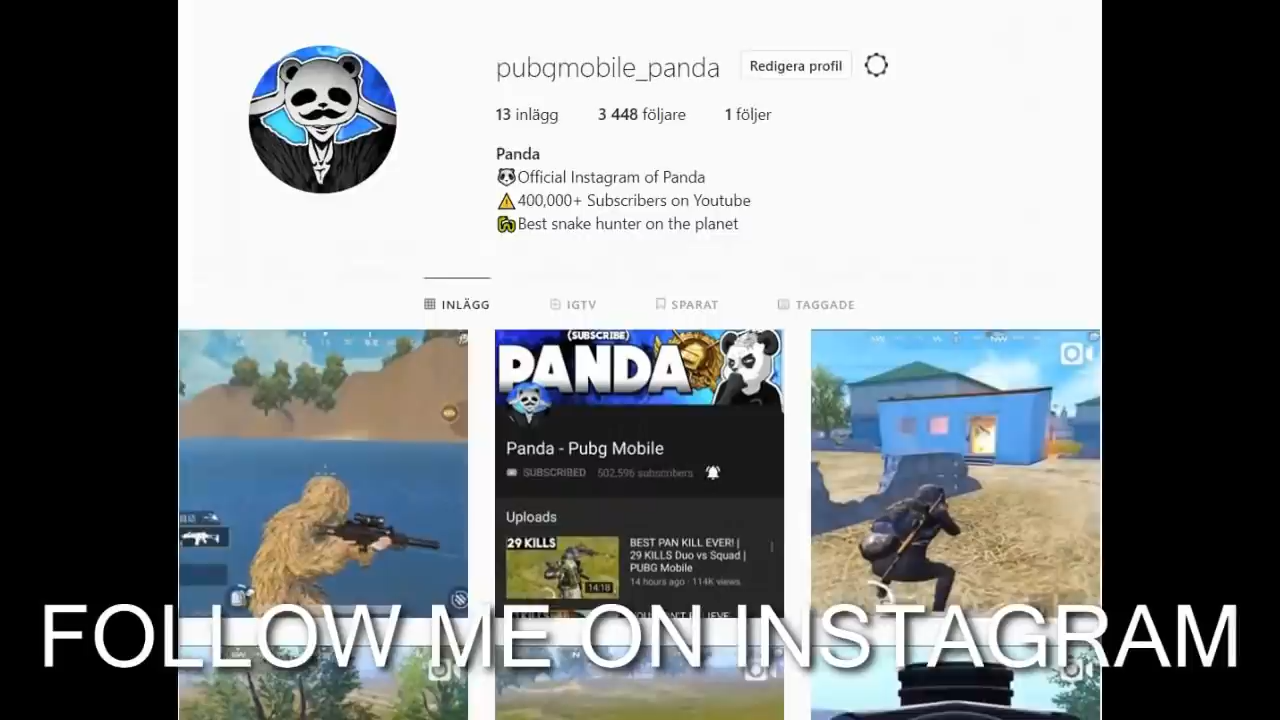 pubgmobile_panda
Redigera profil
13 inlägg 3 448 följare 1 följer
Panda
Official Instagram of Panda
400,000+ Subscribers on Youtube
Best snake hunter on the planet
INLÄGG IGTV SPARAT TAGGADE
(SUBSCRIBE)
PANDA
Panda - Pubg Mobile
SUBSCRIBED 502,596 subscribers
Uploads
29 KILLS
14:18
BEST PAN KILL EVER! |
29 KILLS Duo vs Squad |
PUBG Mobile
14 hours ago · 114K views
FOLLOW ME ON INSTAGRAM